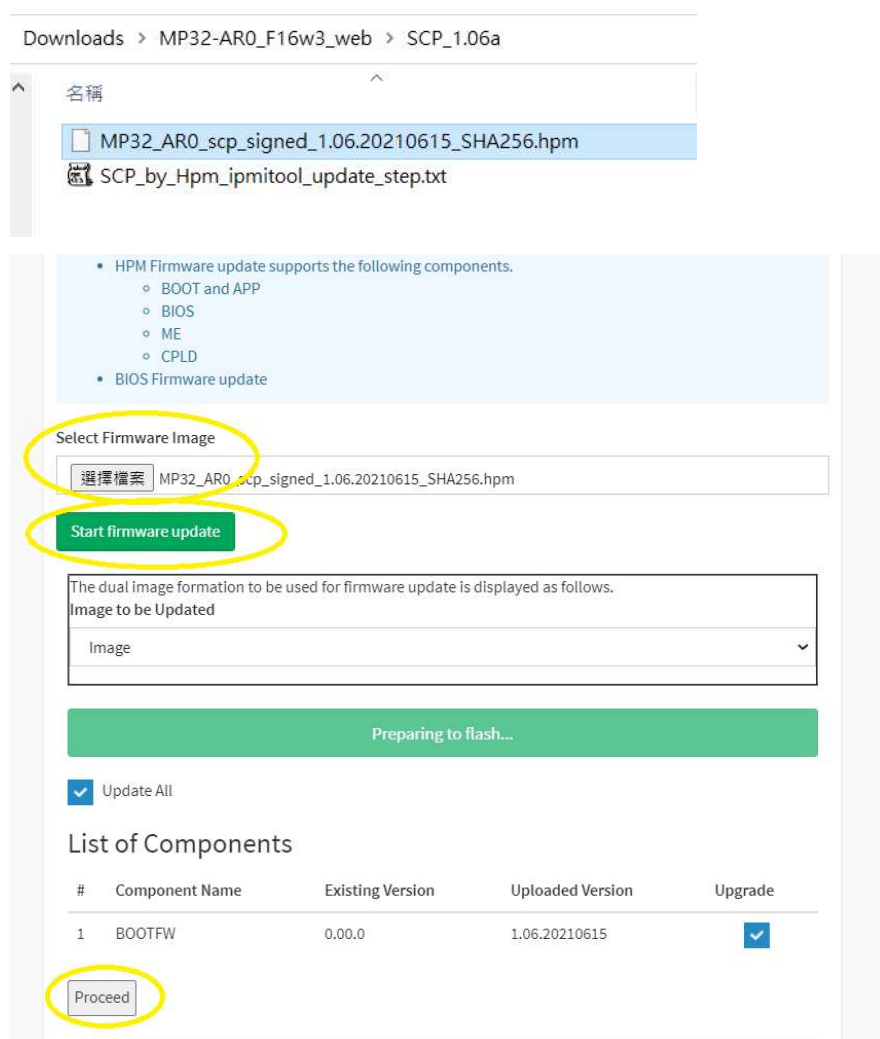 Downloads > MP32-AR0_F16w3_web > SCP_1.06a
名稱
MP32_AR0_scp_signed_1.06.20210615_SHA256.hpm
SCP_by_Hpm_ipmitool_update_step.txt
• HPM Firmware update supports the following components.
◦ BOOT and APP
◦ BIOS
◦ ME
◦ CPLD
• BIOS Firmware update
Select Firmware Image
選擇檔案 MP32_AR0_scp_signed_1.06.20210615_SHA256.hpm
Start firmware update
The dual image formation to be used for firmware update is displayed as follows.
Image to be Updated
Image
Preparing to flash...
Update All
List of Components
# Component Name Existing Version Uploaded Version Upgrade
1 BOOTFW 0.00.0 1.06.20210615
Proceed